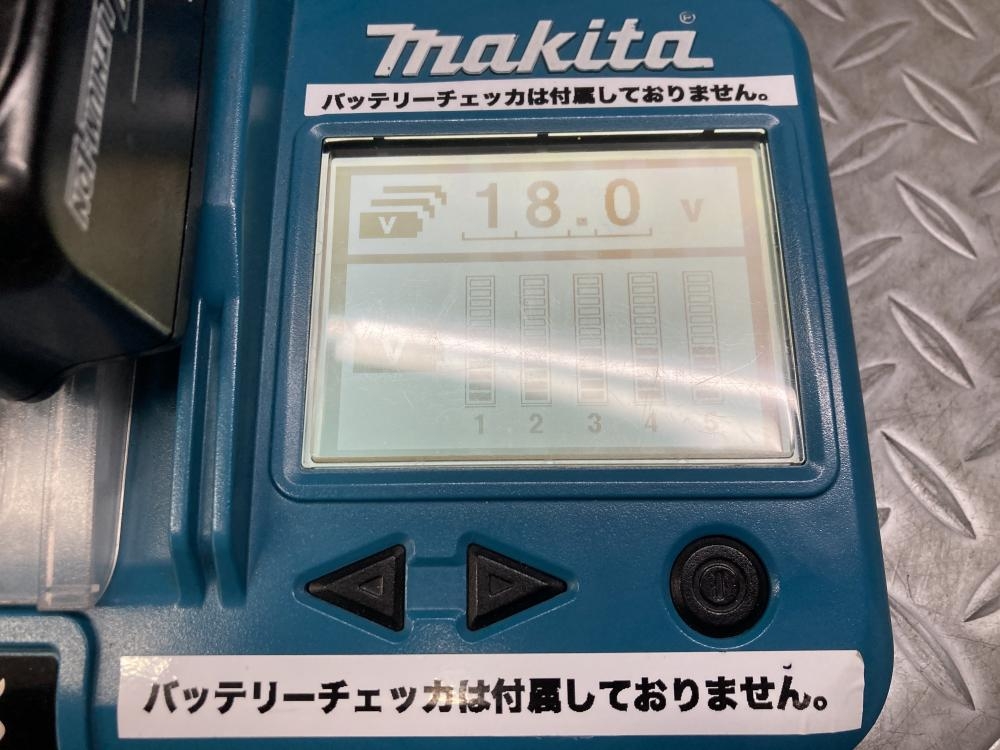 makita®
バッテリーチェッカは付属しておりません。
V 18.0 V
V
1 2 3 4 5
バッテリーチェッカは付属しておりません。